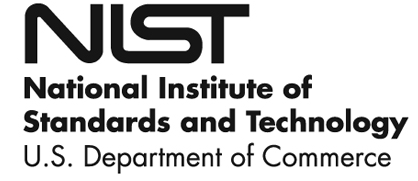 NIST
National Institute of
Standards and Technology
U.S. Department of Commerce